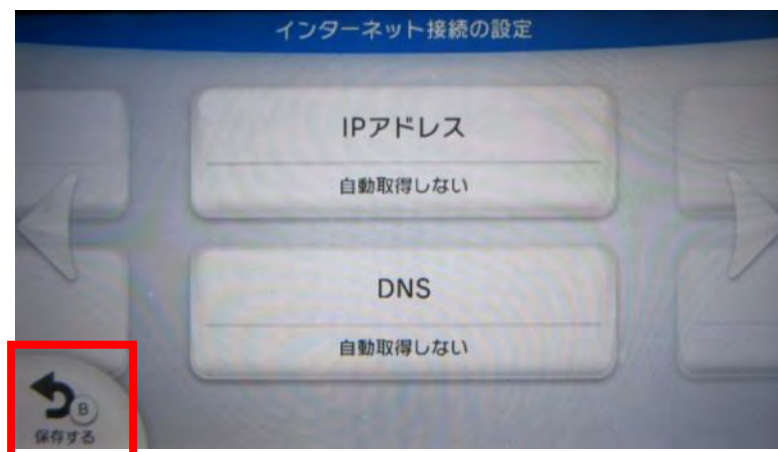 インターネット接続の設定
IPアドレス
自動取得しない
DNS
自動取得しない
B
保存する